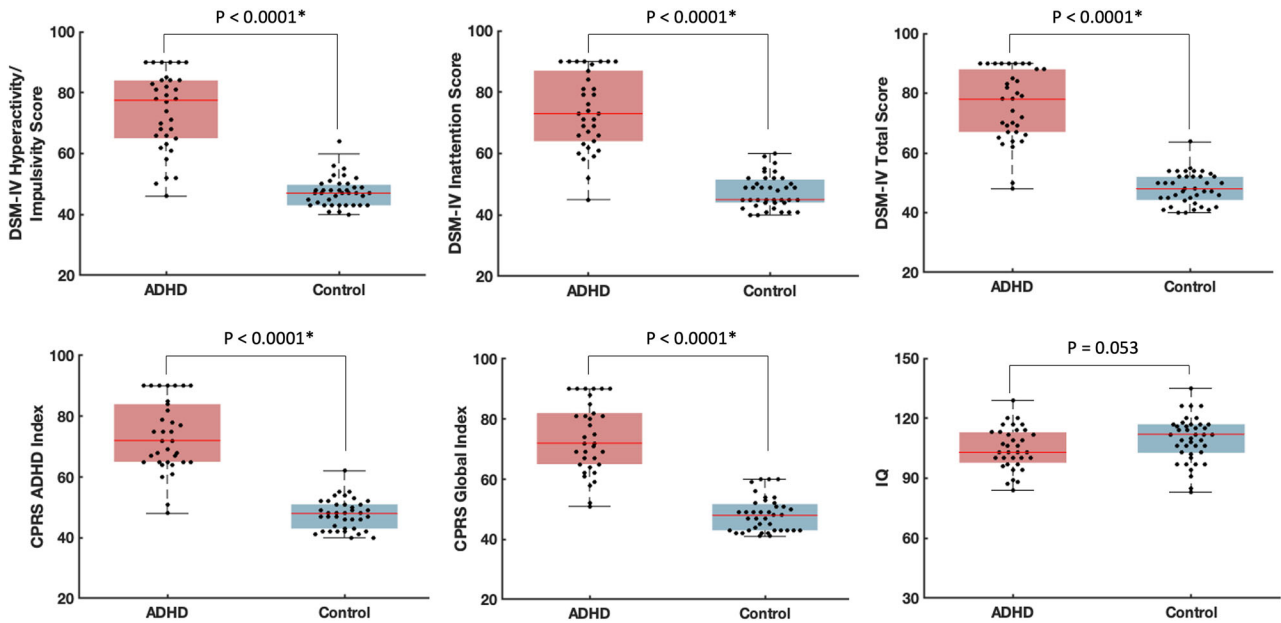 P < 0.0001*
P < 0.0001*
P < 0.0001*
DSM-IV Hyperactivity/
Impulsivity Score
100
80
60
40
20
ADHD
Control
DSM-IV Inattention Score
100
80
60
40
20
ADHD
Control
DSM-IV Total Score
100
80
60
40
20
ADHD
Control
P < 0.0001*
P < 0.0001*
P = 0.053
CPRS ADHD Index
100
80
60
40
20
ADHD
Control
CPRS Global Index
100
80
60
40
20
ADHD
Control
IQ
150
120
90
60
30
ADHD
Control